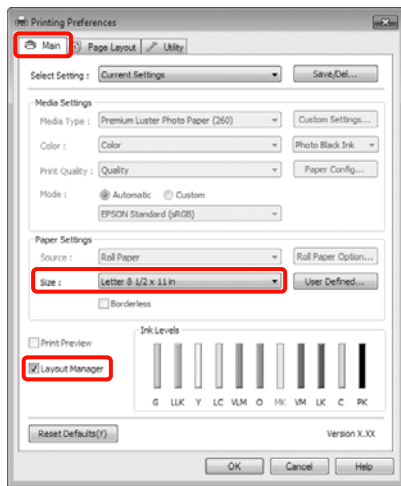 Printing Preferences
Main Page Layout Utility
Select Setting : Current Settings Save/Del...
Media Settings
Media Type : Premium Luster Photo Paper (260) Custom Settings...
Color : Color Photo Black Ink
Print Quality : Quality Paper Config...
Mode : Automatic Custom
EPSON Standard (sRGB)
Paper Settings
Source : Roll Paper Roll Paper Option...
Size : Letter 8 1/2 x 11 in User Defined...
Borderless
Print Preview
Ink Levels
Layout Manager
G LLK Y LC VLM O MK VM LK C PK
Reset Defaults(Y) Version X.XX
OK Cancel Help